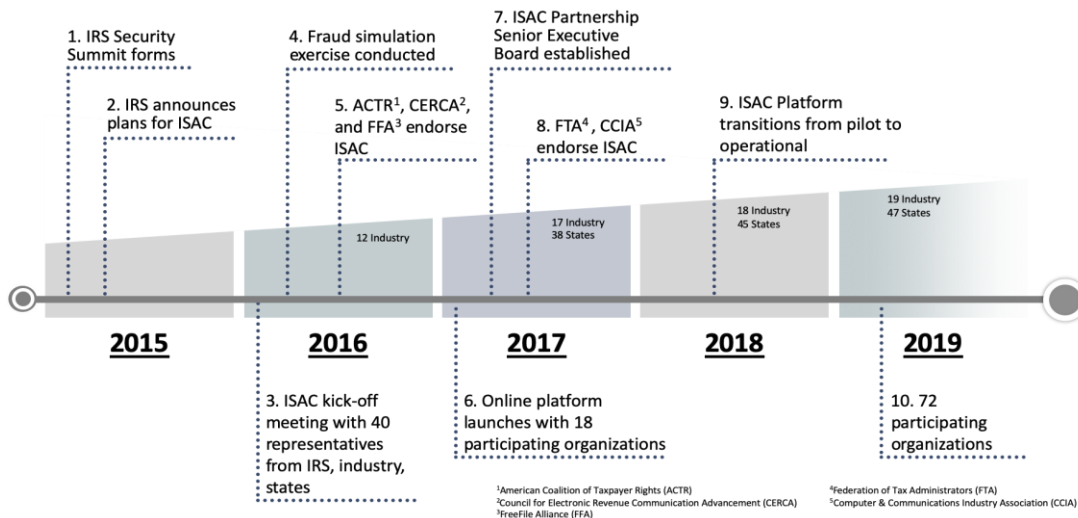 1. IRS Security
Summit forms
2. IRS announces
plans for ISAC
4. Fraud simulation
exercise conducted
5. ACTR¹, CERCA²,
and FFA³ endorse
ISAC
7. ISAC Partnership
Senior Executive
Board established
8. FTA⁴, CCIA⁵
endorse ISAC
9. ISAC Platform
transitions from pilot to
operational
12 Industry
17 Industry
38 States
18 Industry
45 States
19 Industry
47 States
2015
2016
2017
2018
2019
3. ISAC kick-off
meeting with 40
representatives
from IRS, industry,
states
6. Online platform
launches with 18
participating organizations
10. 72
participating
organizations
¹American Coalition of Taxpayer Rights (ACTR)
²Council for Electronic Revenue Communication Advancement (CERCA)
³FreeFile Alliance (FFA)
⁴Federation of Tax Administrators (FTA)
⁵Computer & Communications Industry Association (CCIA)